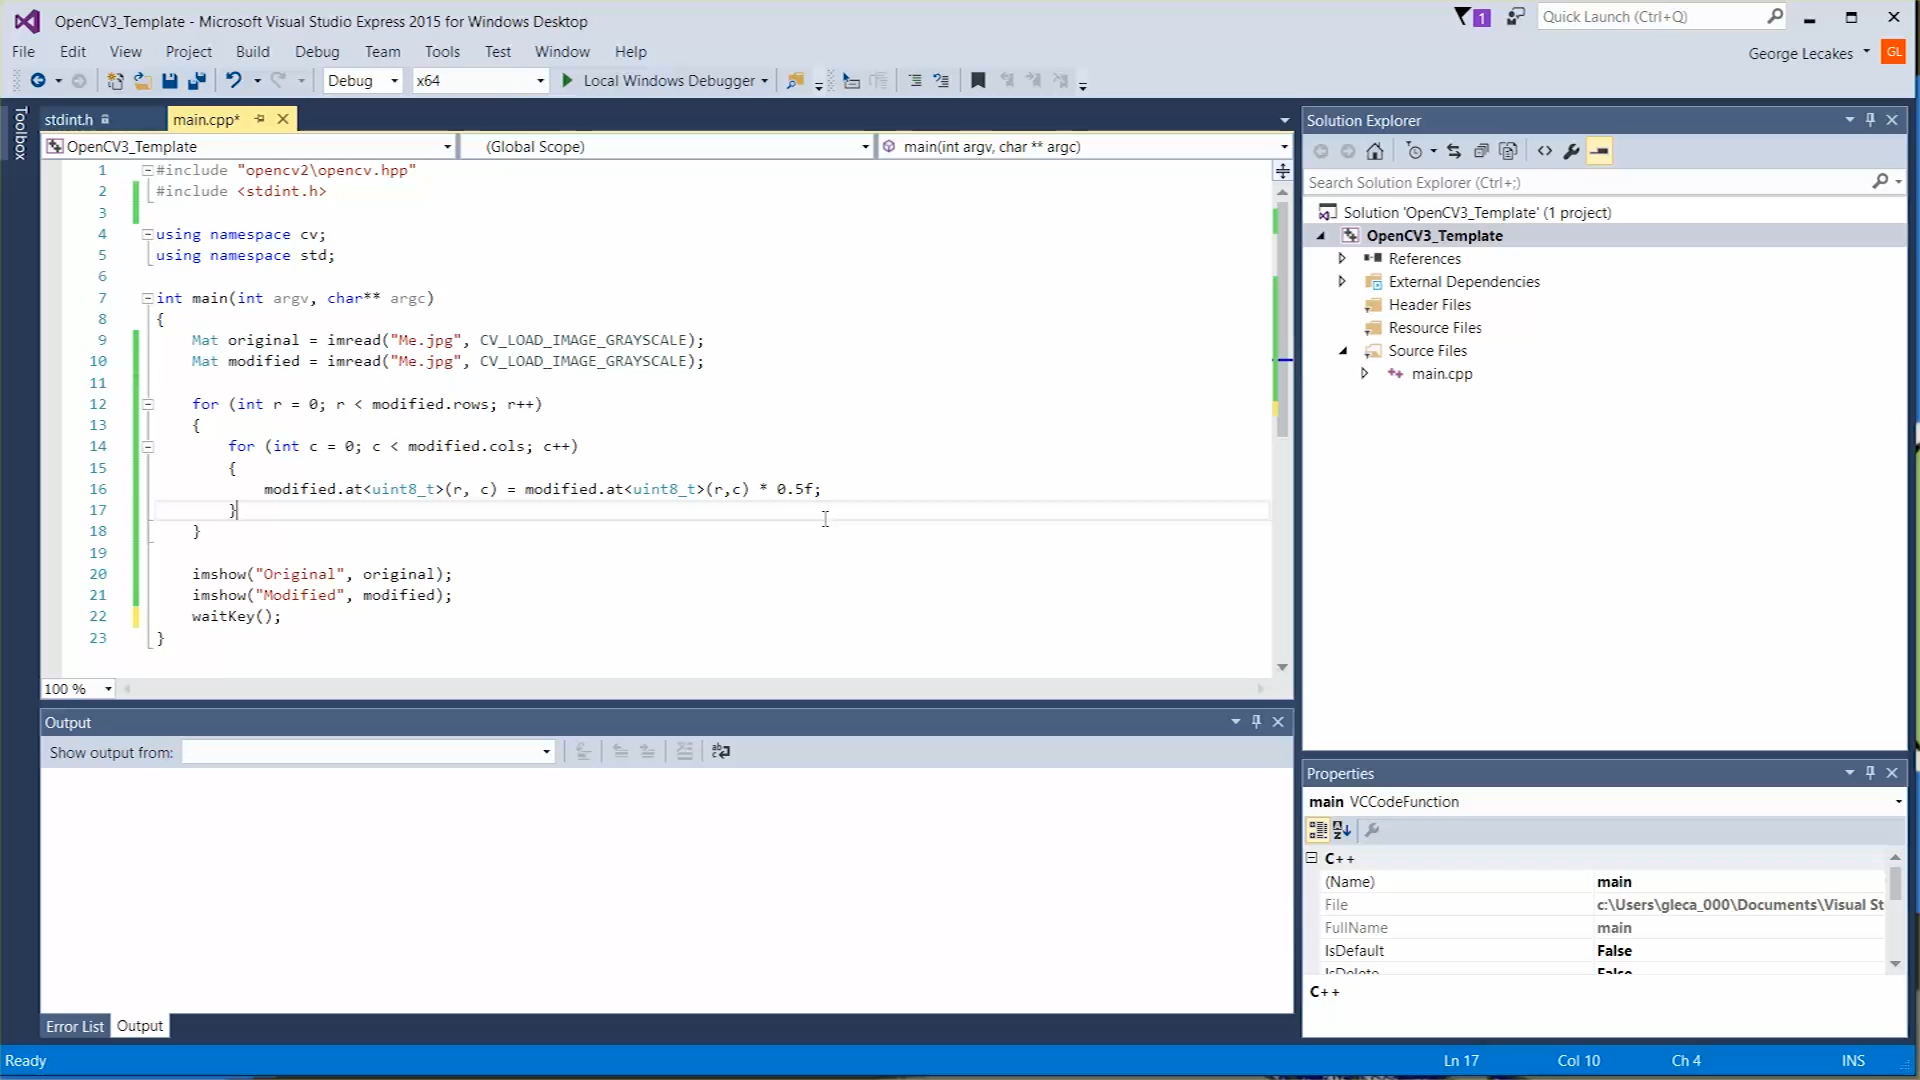 OpenCV3_Template - Microsoft Visual Studio Express 2015 for Windows Desktop
1
Quick Launch (Ctrl+Q)
File Edit View Project Build Debug Team Tools Test Window Help
George Lecakes GL
Debug x64 Local Windows Debugger
Toolbox
stdint.h main.cpp*
OpenCV3_Template (Global Scope) main(int argv, char ** argc)
1 #include "opencv2\opencv.hpp"
2 #include <stdint.h>
3
4 using namespace cv;
5 using namespace std;
6
7 int main(int argv, char** argc)
8 {
9 Mat original = imread("Me.jpg", CV_LOAD_IMAGE_GRAYSCALE);
10 Mat modified = imread("Me.jpg", CV_LOAD_IMAGE_GRAYSCALE);
11
12 for (int r = 0; r < modified.rows; r++)
13 {
14 for (int c = 0; c < modified.cols; c++)
15 {
16 modified.at<uint8_t>(r, c) = modified.at<uint8_t>(r,c) * 0.5f;
17 }
18 }
19
20 imshow("Original", original);
21 imshow("Modified", modified);
22 waitKey();
23 }
100 %
Output
Show output from:
Error List Output
Solution Explorer
Search Solution Explorer (Ctrl+;)
Solution 'OpenCV3_Template' (1 project)
OpenCV3_Template
References
External Dependencies
Header Files
Resource Files
Source Files
main.cpp
Properties
main VCCodeFunction
C++
(Name) main
File c:\Users\gleca_000\Documents\Visual St
FullName main
IsDefault False
IsDelete False
C++
Ready Ln 17 Col 10 Ch 4 INS